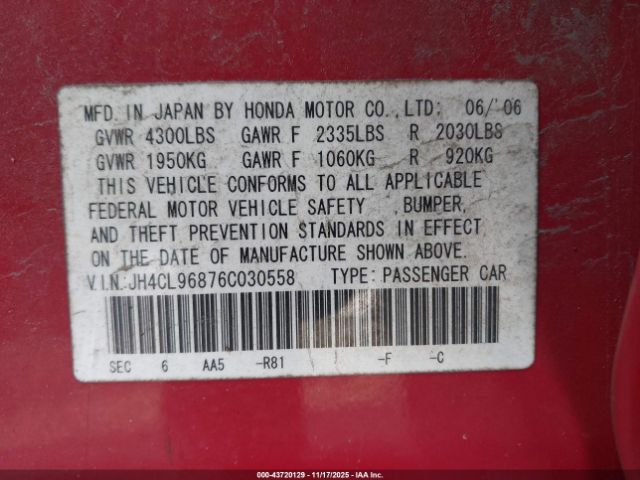 MFD. IN JAPAN BY HONDA MOTOR CO., LTD: 06/'06
GVWR 4300LBS GAWR F 2335LBS R 2030LBS
GVWR 1950KG GAWR F 1060KG R 920KG
THIS VEHICLE CONFORMS TO ALL APPLICABLE
FEDERAL MOTOR VEHICLE SAFETY ,BUMPER,
AND THEFT PREVENTION STANDARDS IN EFFECT
ON THE DATE OF MANUFACTURE SHOWN ABOVE.
V.I.N.:JH4CL96876C030558 TYPE: PASSENGER CAR
SEC 6 AA5 -R81 -F -C
000-43720129 - 11/17/2025 - IAA Inc.